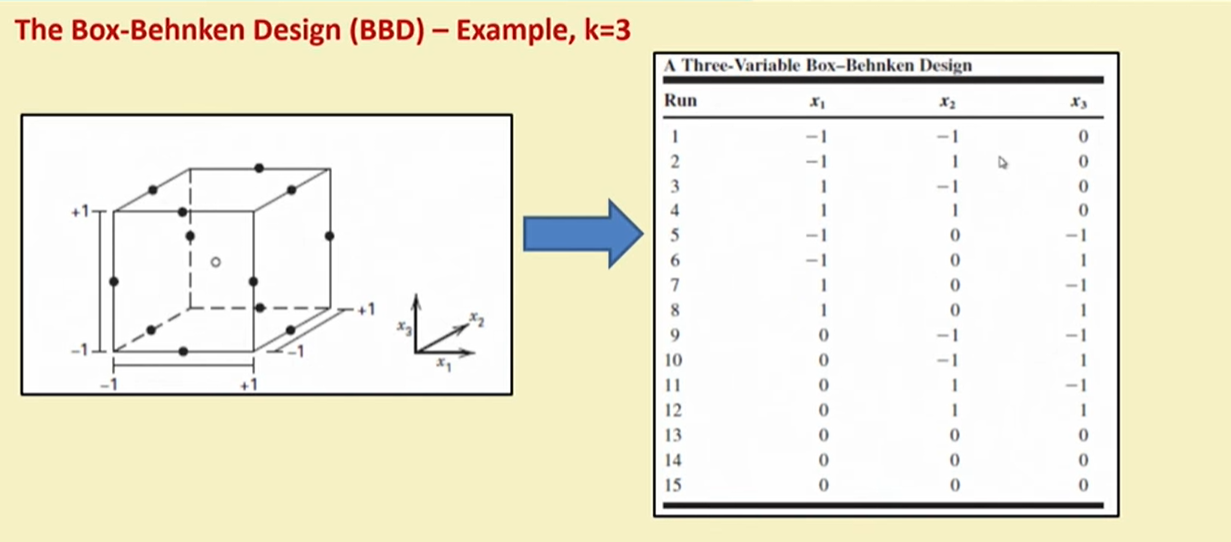 The Box-Behnken Design (BBD) – Example, k=3
+1
-1
-1
+1
+1
-1
x₃
x₂
x₁
A Three-Variable Box–Behnken Design
Run x₁ x₂ x₃
1 −1 −1 0
2 −1 1 0
3 1 −1 0
4 1 1 0
5 −1 0 −1
6 −1 0 1
7 1 0 −1
8 1 0 1
9 0 −1 −1
10 0 −1 1
11 0 1 −1
12 0 1 1
13 0 0 0
14 0 0 0
15 0 0 0